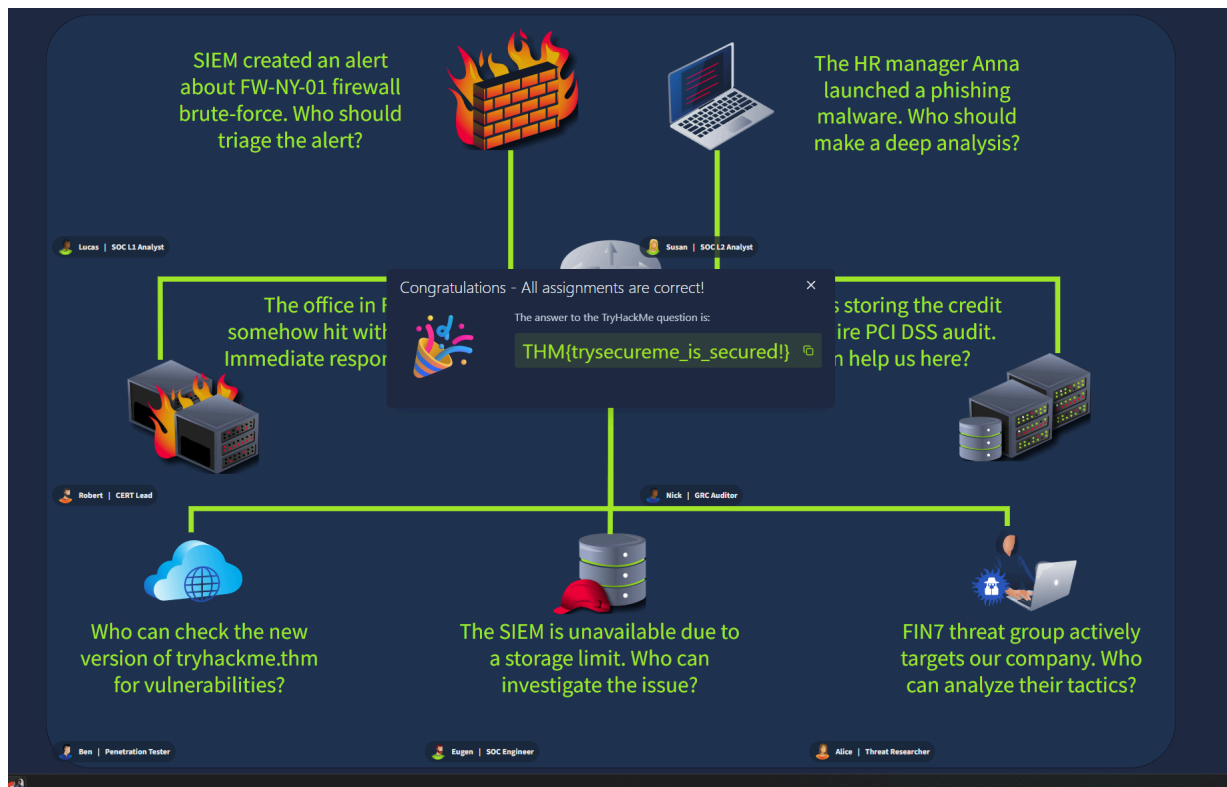 SIEM created an alert
about FW-NY-01 firewall
brute-force. Who should
triage the alert?
The HR manager Anna
launched a phishing
malware. Who should
make a deep analysis?
Lucas | SOC L1 Analyst
Susan | SOC L2 Analyst
The office in
somehow hit with
Immediate
storing the credit
PCI DSS audit.
help us here?
Congratulations - All assignments are correct!
The answer to the TryHackMe question is:
THM{trysecureme_is_secured!}
Robert | CERT Lead
Nick | GRC Auditor
Who can check the new
version of tryhackme.thm
for vulnerabilities?
The SIEM is unavailable due to
a storage limit. Who can
investigate the issue?
FIN7 threat group actively
targets our company. Who
can analyze their tactics?
Ben | Penetration Tester
Eugen | SOC Engineer
Alice | Threat Researcher